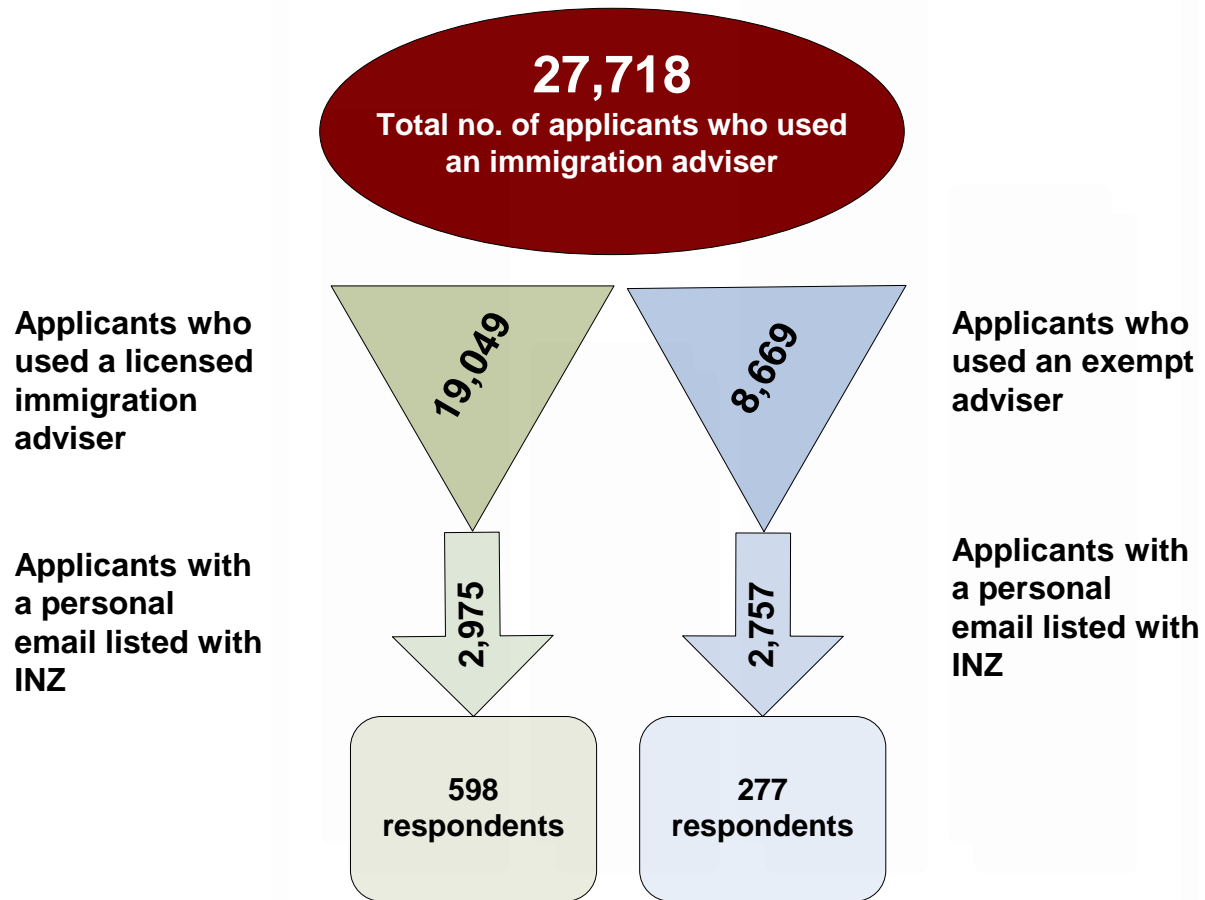 27,718
Total no. of applicants who used
an immigration adviser
Applicants who
used a licensed
immigration
adviser
19,049
8,669
Applicants who
used an exempt
adviser
Applicants with
a personal
email listed with
INZ
2,975
2,757
Applicants with
a personal
email listed with
INZ
598
respondents
277
respondents